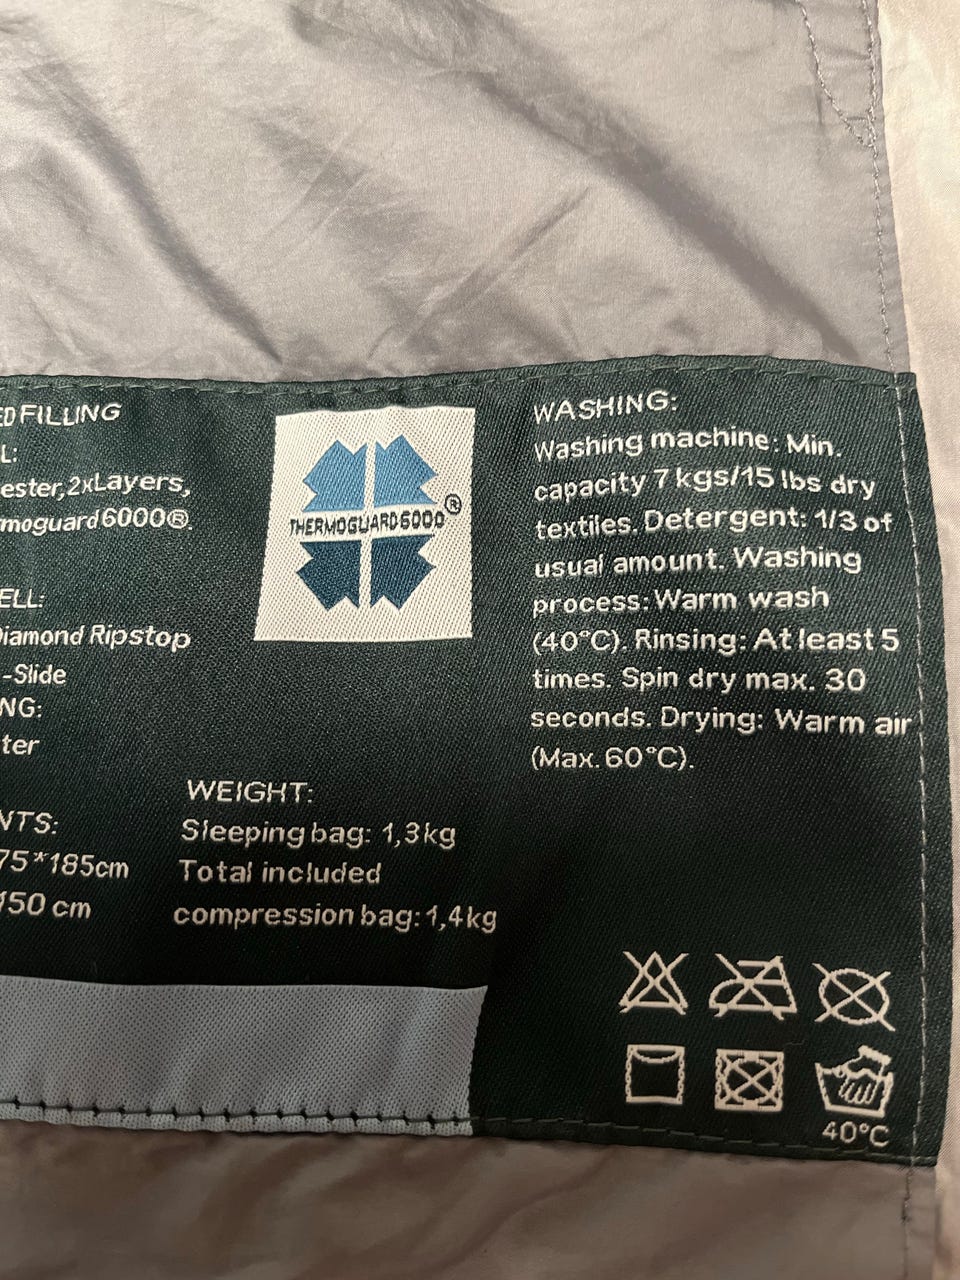 FILLING
L:
ester,2xLayers,
moguard6000®.
ELL:
Diamond Ripstop
-Slide
NG:
ter
NTS:
75*185cm
150 cm
THERMOGUARD6000®
WEIGHT:
Sleeping bag: 1,3kg
Total included
compression bag: 1,4kg
WASHING:
Washing machine: Min.
capacity 7 kgs/15 lbs dry
textiles. Detergent: 1/3 of
usual amount. Washing
process: Warm wash
(40°C). Rinsing: At least 5
times. Spin dry max. 30
seconds. Drying: Warm air
(Max. 60°C).
40°C